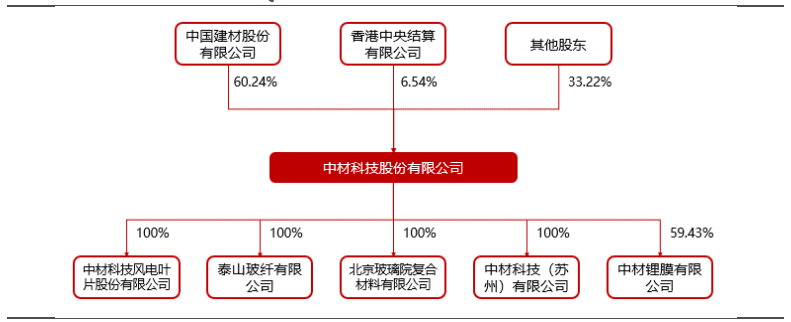 中国建材股份
有限公司
香港中央结算
有限公司
其他股东
60.24%
6.54%
33.22%
中材科技股份有限公司
100%
100%
100%
100%
59.43%
中材科技风电叶
片股份有限公司
泰山玻纤有限
公司
北京玻璃院复合
材料有限公司
中材科技（苏
州）有限公司
中材锂膜有限
公司